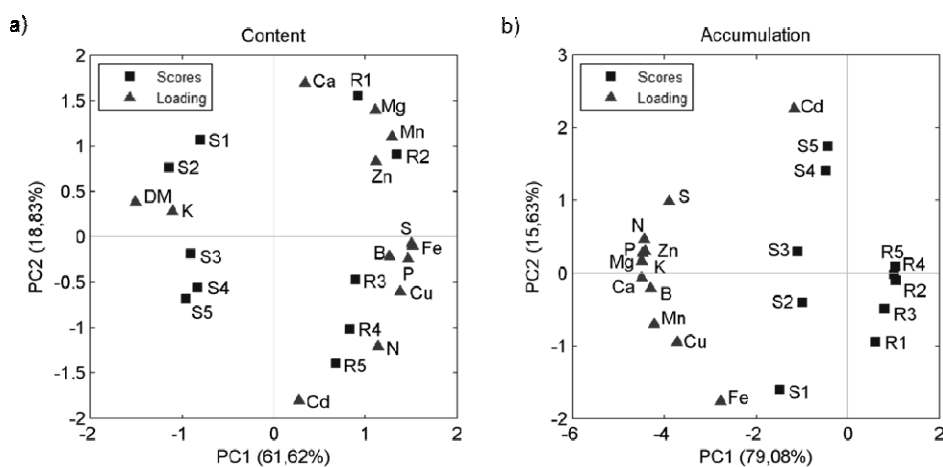 a)
Content
Scores
Loading
Ca
R1
Mg
Mn
R2
Zn
S1
S2
DM
K
S
Fe
B
P
S3
R3
Cu
S4
S5
R4
N
R5
Cd
2
1.5
1
0.5
0
-0.5
-1
-1.5
-2
-2
-1
0
1
2
PC2 (18,83%)
PC1 (61,62%)
b)
Accumulation
Scores
Loading
Cd
S5
S4
S
N
P
Zn
S3
Mg
K
R5
R4
Ca
B
R2
S2
Mn
R3
Cu
R1
Fe
S1
3
2
1
0
-1
-2
-6
-4
-2
0
2
PC2 (15,63%)
PC1 (79,08%)